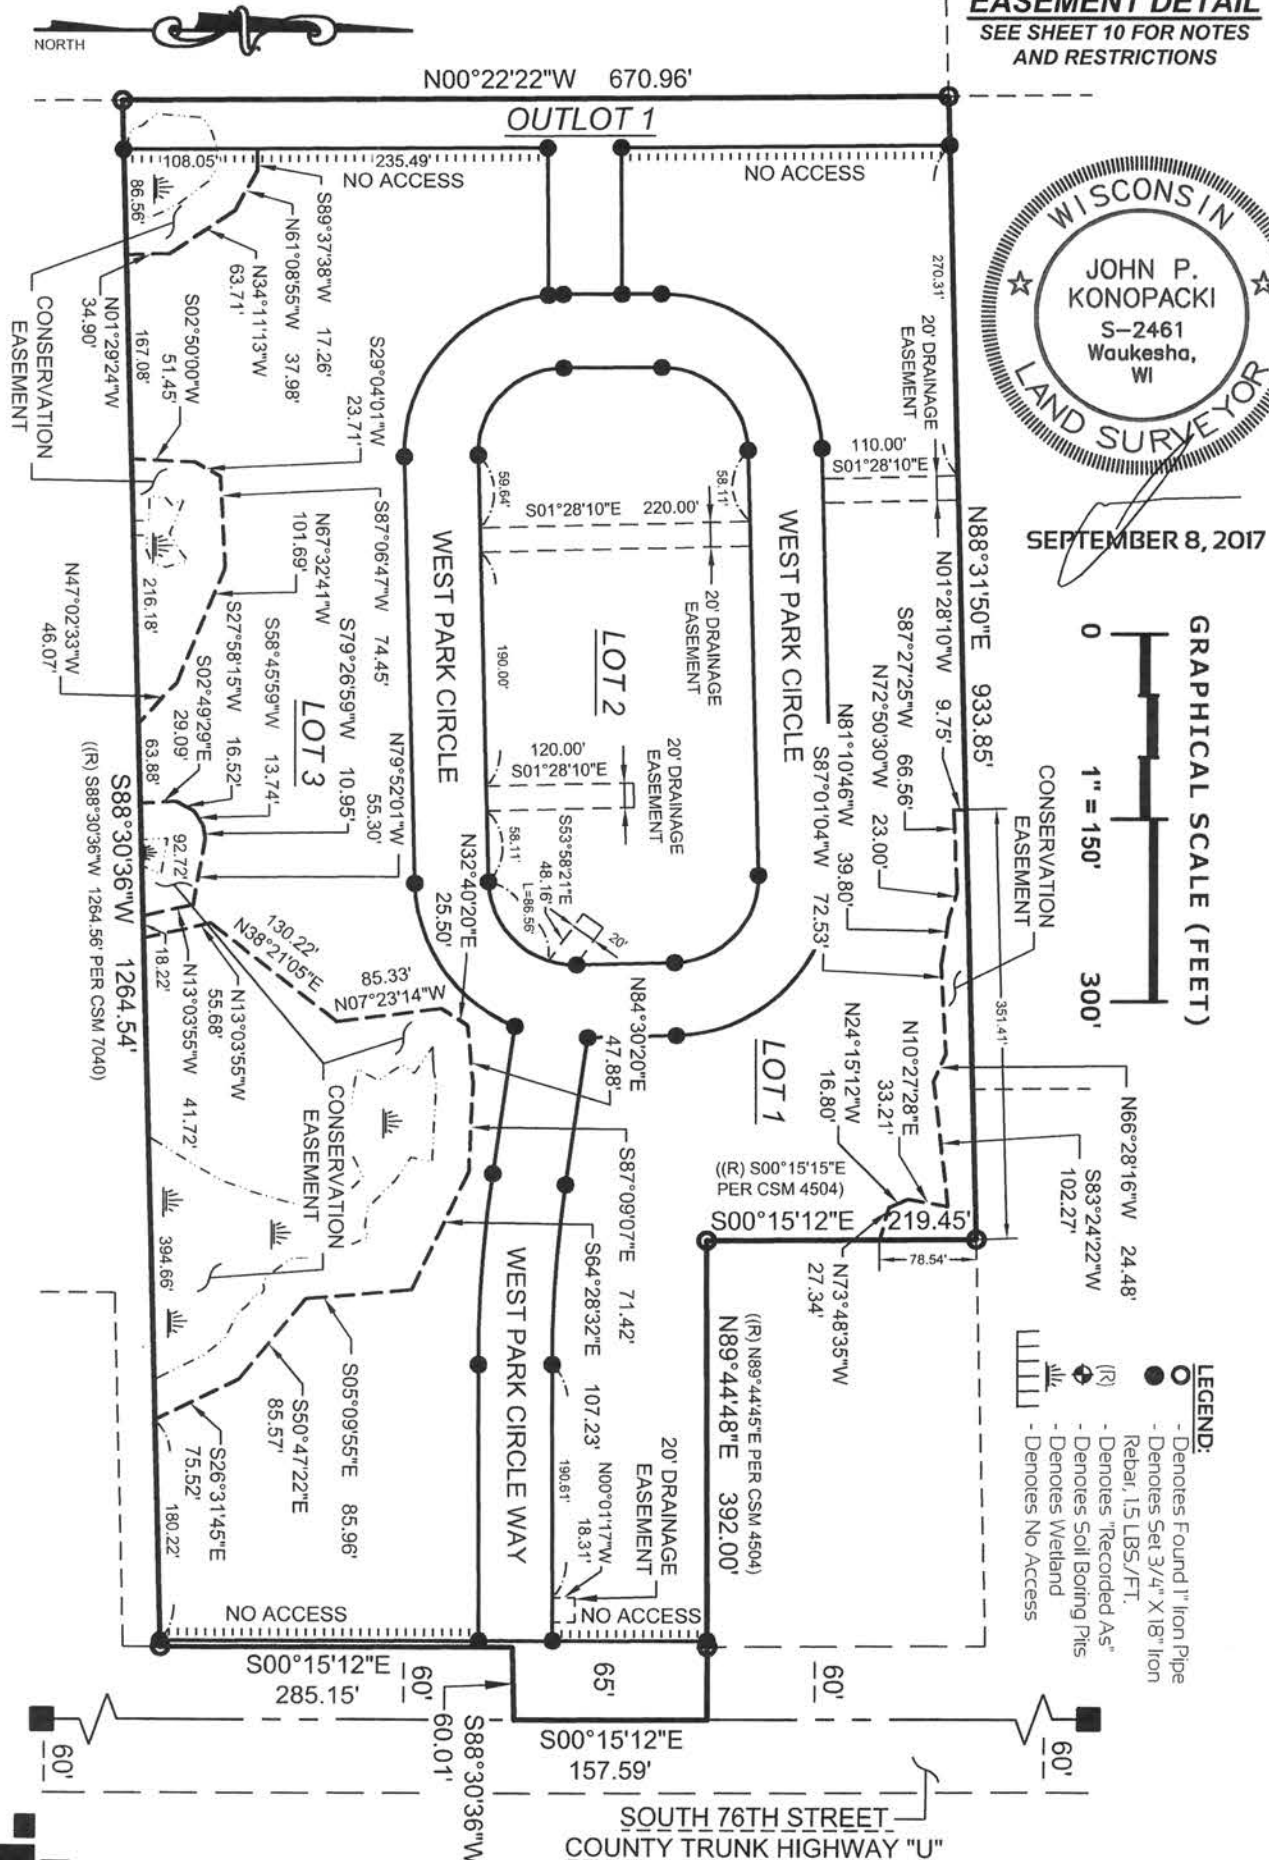 EASEMENT DETAIL
SEE SHEET 10 FOR NOTES
AND RESTRICTIONS
NORTH
N00°22'22"W 670.96'
OUTLOT 1
108.05'
235.49'
NO ACCESS
NO ACCESS
WISCONSIN
JOHN P.
KONOPACKI
S-2461
Waukesha,
WI
LAND SURVEYOR
SEPTEMBER 8, 2017
GRAPHICAL SCALE (FEET)
0 1" = 150' 300'
86.56'
S89°37'38"W 17.26'
N61°08'55"W 37.98'
N34°11'13"W
63.71'
N01°29'24"W
34.90'
CONSERVATION
EASEMENT
167.08'
S02°50'00"W
51.45'
S29°04'01"W
23.71'
S87°06'47"W 74.45'
N67°32'41"W
101.69'
216.18'
N47°02'33"W
46.07'
S79°26'59"W 10.95'
S58°45'59"W 13.74'
S27°58'15"W 16.52'
S02°49'29"E
29.09'
LOT 3
63.88'
N79°52'01"W
55.30'
92.72'
S88°30'36"W 1264.54'
((R) S88°30'36"W 1264.56' PER CSM 7040)
18.22'
N13°03'55"W
55.68'
N13°03'55"W 41.72'
130.22'
N38°21'05"E
85.33'
N07°23'14"W
N32°40'20"E
25.50'
N84°30'20"E
47.88'
CONSERVATION
EASEMENT
S87°09'07"E 71.42'
S64°28'32"E 107.23'
S05°09'55"E 85.96'
S50°47'22"E
85.57'
S26°31'45"E
75.52'
394.66'
180.22'
WEST PARK CIRCLE
59.64'
S01°28'10"E 220.00'
58.11'
110.00'
S01°28'10"E
270.31'
20' DRAINAGE
EASEMENT
WEST PARK CIRCLE
20' DRAINAGE
EASEMENT
LOT 2
190.00'
120.00'
S01°28'10"E
20' DRAINAGE
EASEMENT
58.11'
S53°58'21"E
48.16'
L=86.56'
20'
N88°31'50"E 933.85'
N01°28'10"W 9.75'
S87°27'25"W 66.56'
N72°50'30"W 23.00'
N81°10'46"W 39.80'
S87°01'04"W 72.53'
CONSERVATION
EASEMENT
351.41'
LOT 1
N66°28'16"W 24.48'
S83°24'22"W
102.27'
N10°27'28"E
33.21'
N24°15'12"W
16.80'
N73°48'35"W
27.34'
((R) S00°15'15"E
PER CSM 4504)
S00°15'12"E 219.45'
78.54'
((R) N89°44'45"E PER CSM 4504)
N89°44'48"E 392.00'
WEST PARK CIRCLE WAY
190.61'
N00°01'17"W
18.31'
20' DRAINAGE
EASEMENT
NO ACCESS
NO ACCESS
LEGEND:
- Denotes Found 1" Iron Pipe
- Denotes Set 3/4" X 18" Iron
Rebar, 1.5 LBS./FT.
(R) - Denotes "Recorded As"
- Denotes Soil Boring Pits
- Denotes Wetland
- Denotes No Access
S00°15'12"E
285.15'
60'
65'
60'
S88°30'36"W
60.01'
S00°15'12"E
157.59'
60'
60'
SOUTH 76TH STREET
COUNTY TRUNK HIGHWAY "U"